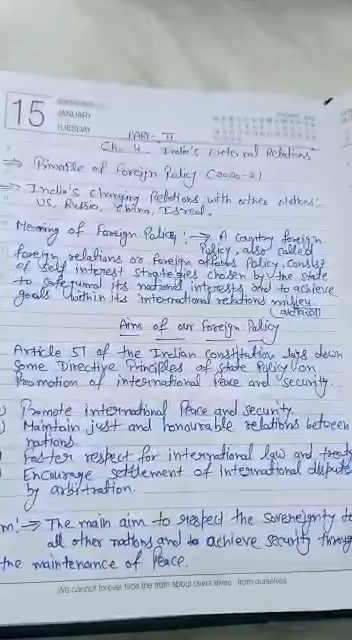 15
JANUARY
TUESDAY
PART-II
Ch 4 India's External Relations
⇒ Principle of Foreign Policy (2020-21)
⇒ India's Changing Relations with other Nations:-
US, Russia, China, Isreal.
Meaning of Foreign Policy:→ A country foreign
Policy, also called
foreign relations or foreign affairs Policy, consist
of self interest strategies chosen by the state
to safeguard its national interests and to achieve
goals within its international relations milieu
Aim of our Foreign Policy
Article 51 of the Indian constitution lays down
Some Directive Principles of State Policy on
Promotion of international Peace and security.
Promote international Peace and security.
Maintain just and honourable relations between
nations.
Foster respect for international law and treaty
Encourage settlement of international dispute
by arbitration.
m:→ The main aim to respect the sovereignty to
all other nations and to achieve security throug
the maintenance of Peace.
We cannot forever hide the truth about ourselves from ourselves